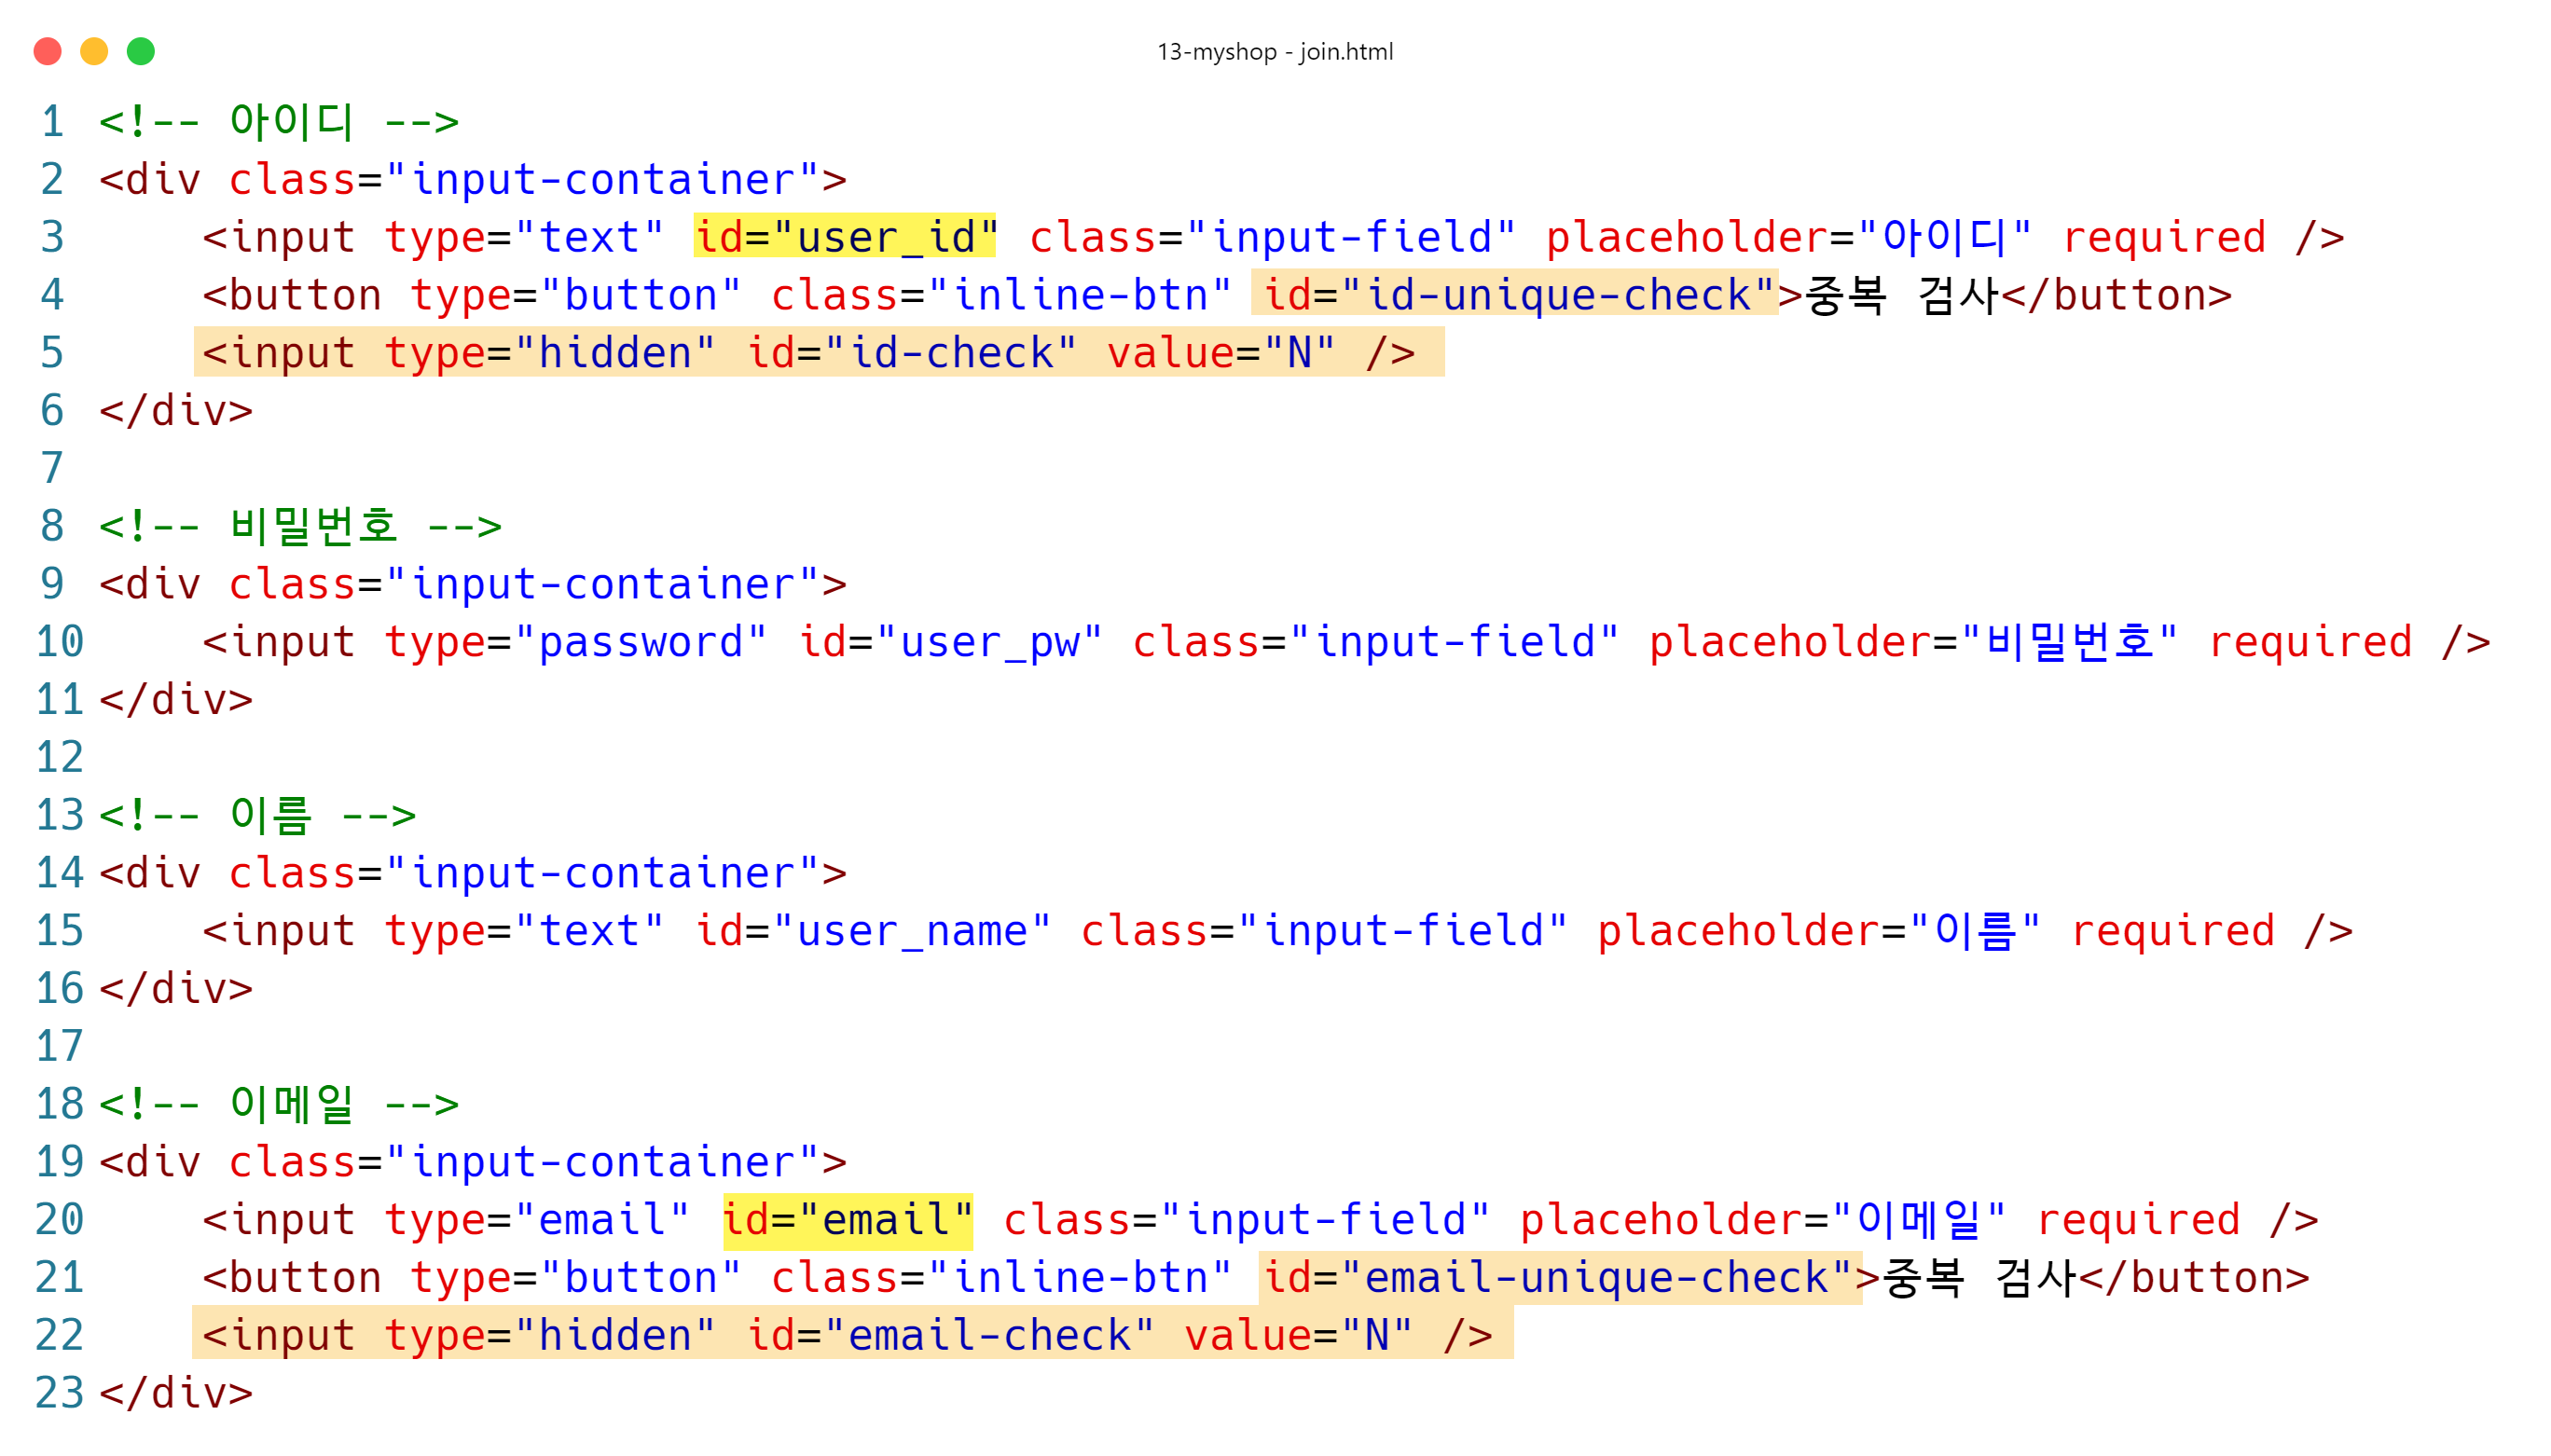 13-myshop - join.html
1 <!-- 아이디 -->
2 <div class="input-container">
3     <input type="text" id="user_id" class="input-field" placeholder="아이디" required />
4     <button type="button" class="inline-btn" id="id-unique-check">중복 검사</button>
5     <input type="hidden" id="id-check" value="N" />
6 </div>
7
8 <!-- 비밀번호 -->
9 <div class="input-container">
10     <input type="password" id="user_pw" class="input-field" placeholder="비밀번호" required />
11 </div>
12
13 <!-- 이름 -->
14 <div class="input-container">
15     <input type="text" id="user_name" class="input-field" placeholder="이름" required />
16 </div>
17
18 <!-- 이메일 -->
19 <div class="input-container">
20     <input type="email" id="email" class="input-field" placeholder="이메일" required />
21     <button type="button" class="inline-btn" id="email-unique-check">중복 검사</button>
22     <input type="hidden" id="email-check" value="N" />
23 </div>